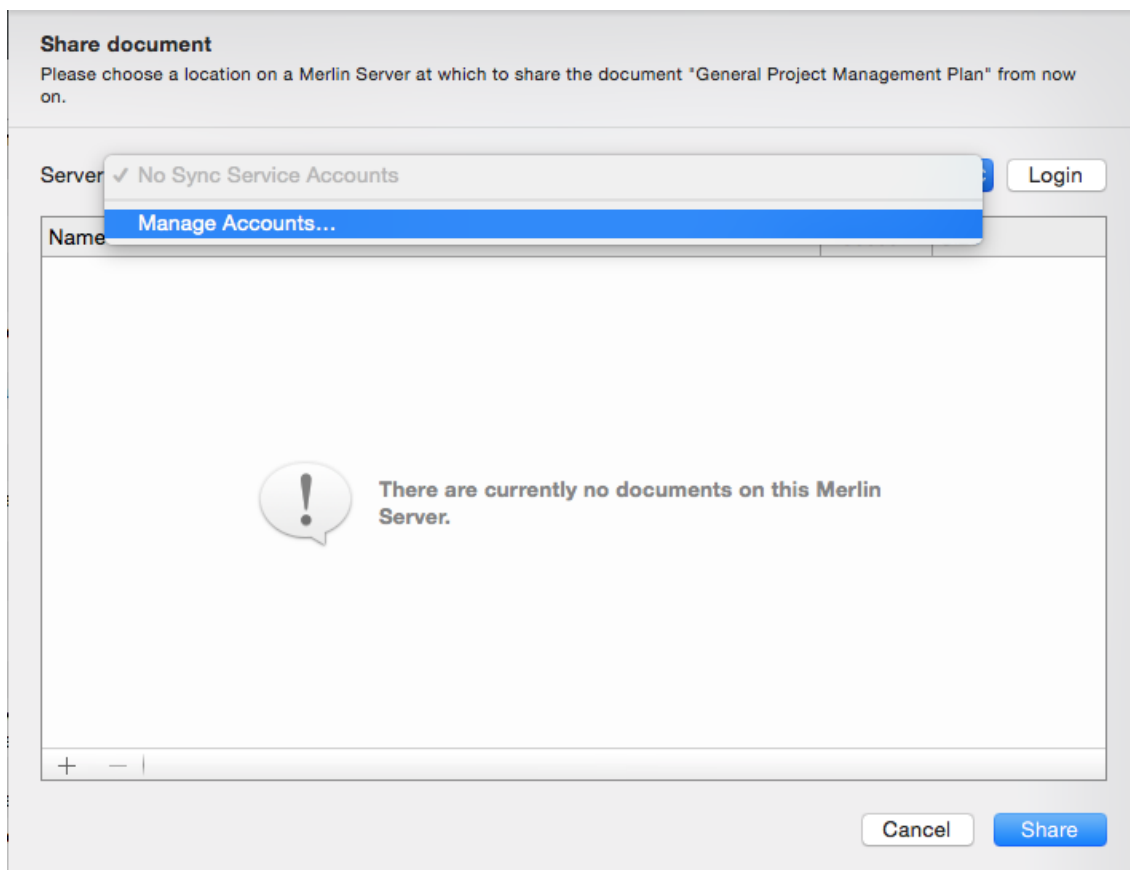 Share document
Please choose a location on a Merlin Server at which to share the document "General Project Management Plan" from now
on.
Server ✓ No Sync Service Accounts Login
Manage Accounts...
Name
There are currently no documents on this Merlin
Server.
Cancel Share